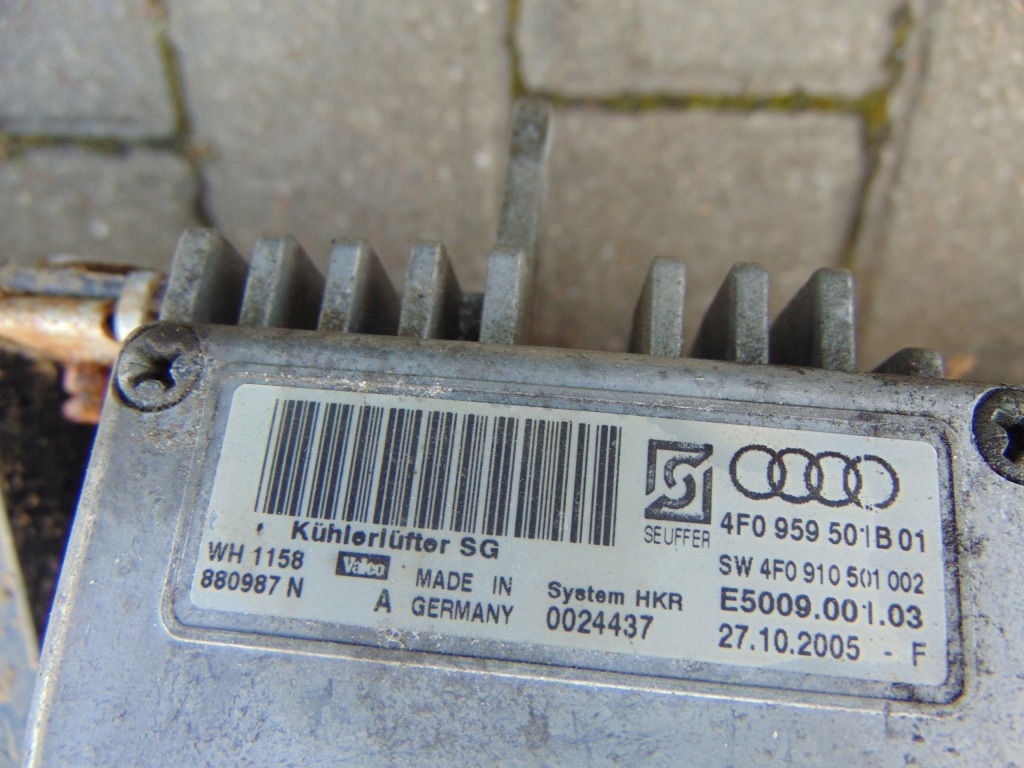 Kühlerlüfter SG
WH 1158
880987 N
Valeo
A
MADE IN
GERMANY
System HKR
0024437
SEUFFER
4F0 959 501B 01
SW 4F0 910 501 002
E5009.001.03
27.10.2005 - F